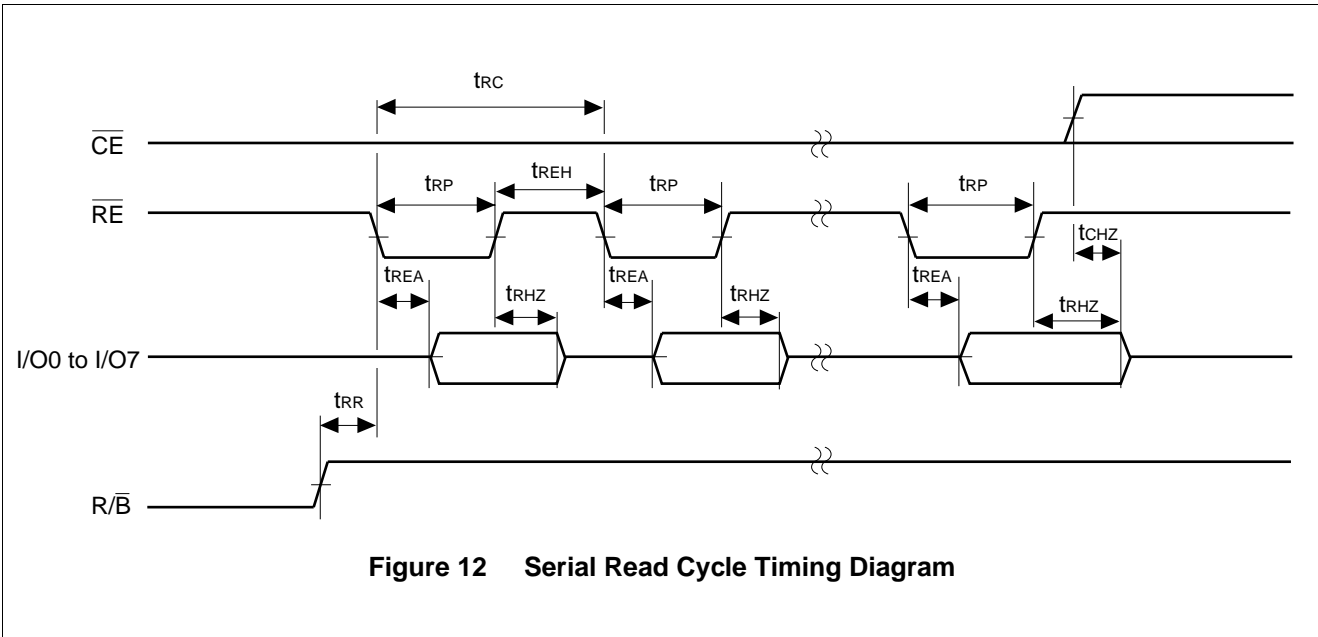 tRC
CE
tRP tREH tRP tRP
RE
tCHZ
tREA tREA tREA
tRHZ tRHZ tRHZ
I/O0 to I/O7
tRR
R/B
Figure 12 Serial Read Cycle Timing Diagram